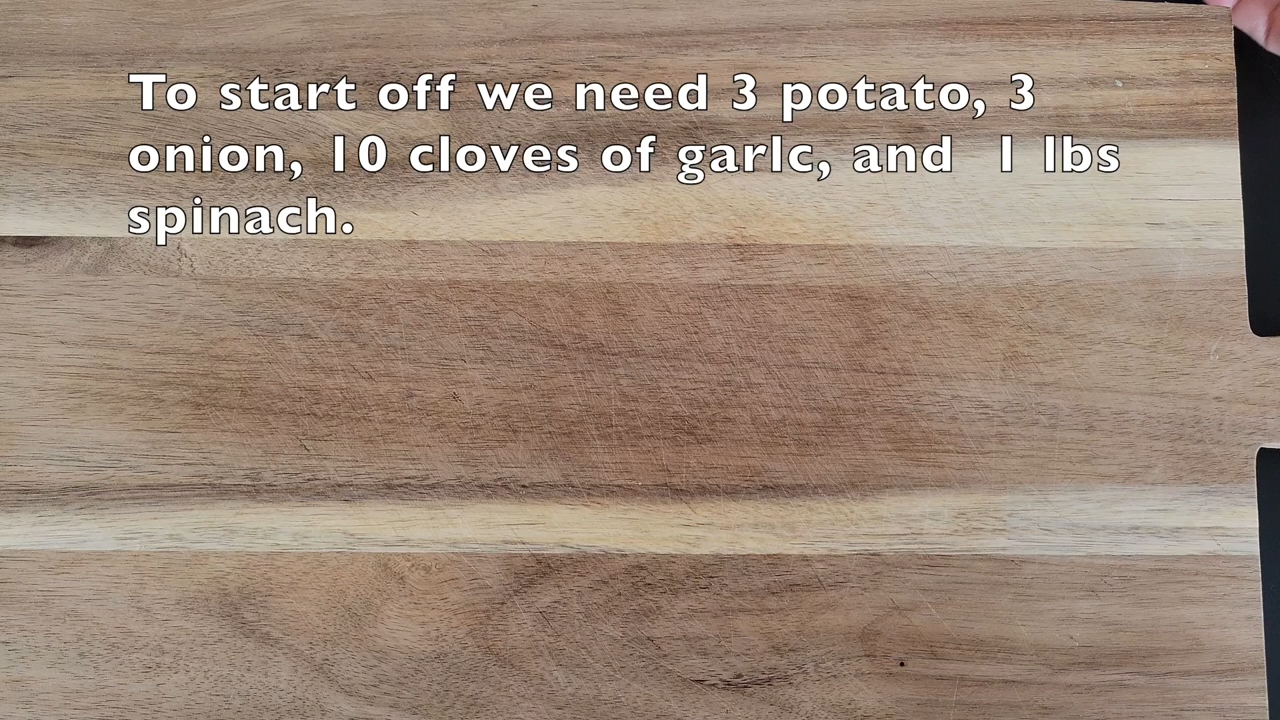 To start off we need 3 potato, 3
onion, 10 cloves of garlc, and  1 lbs
spinach.